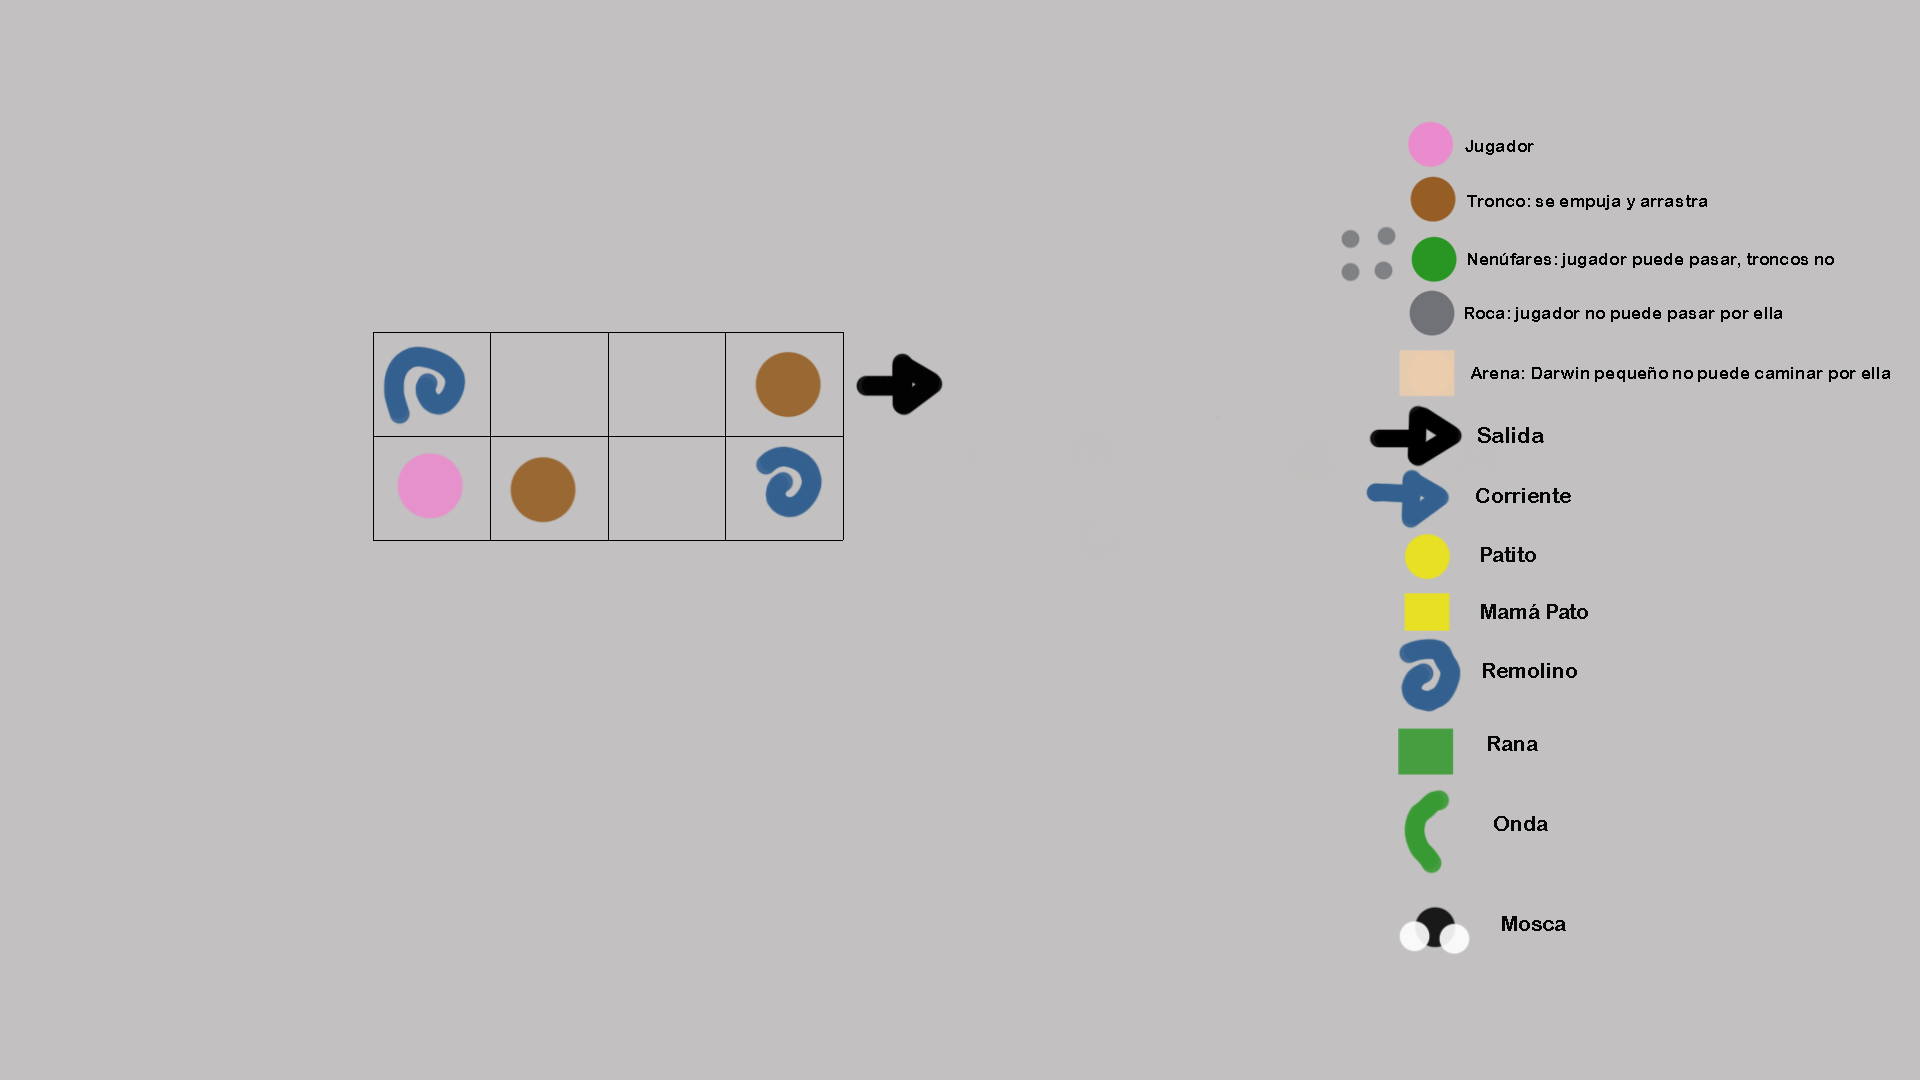 Jugador
Tronco: se empuja y arrastra
Nenúfares: jugador puede pasar, troncos no
Roca: jugador no puede pasar por ella
Arena: Darwin pequeño no puede caminar por ella
Salida
Corriente
Patito
Mamá Pato
Remolino
Rana
Onda
Mosca